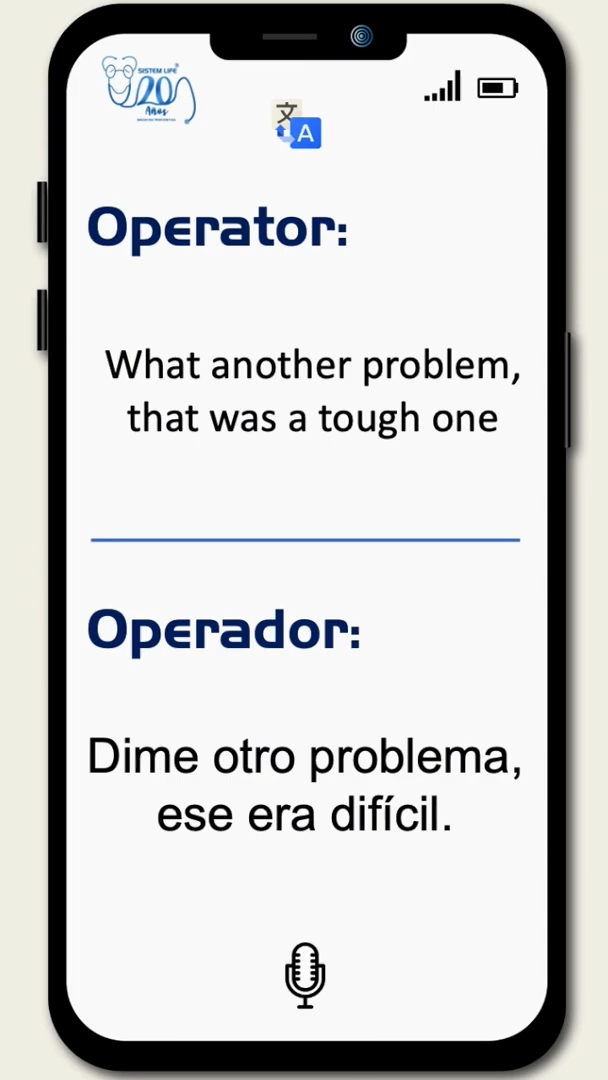 SISTEM LIFE
20
Años
文
A
Operator:
What another problem,
that was a tough one
Operador:
Dime otro problema,
ese era difícil.